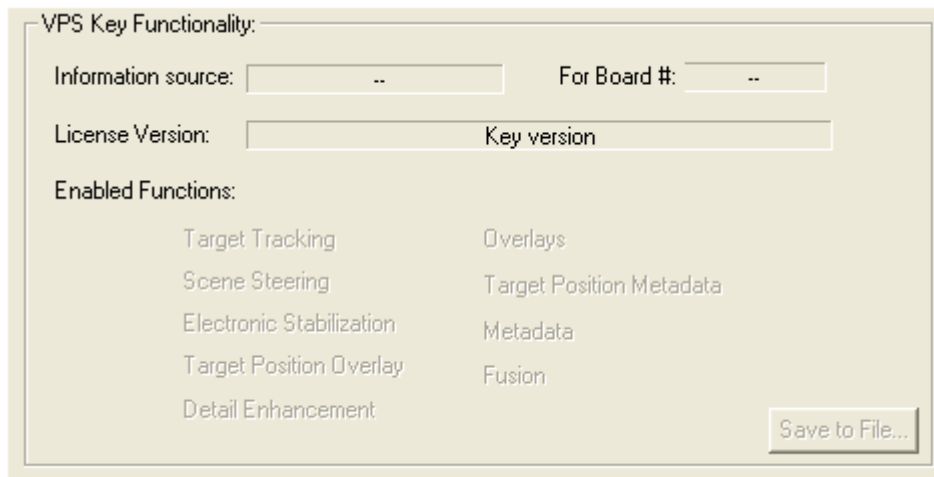 VPS Key Functionality:
Information source: -- For Board #: --
License Version: Key version
Enabled Functions:
Target Tracking Overlays
Scene Steering Target Position Metadata
Electronic Stabilization Metadata
Target Position Overlay Fusion
Detail Enhancement
Save to File...